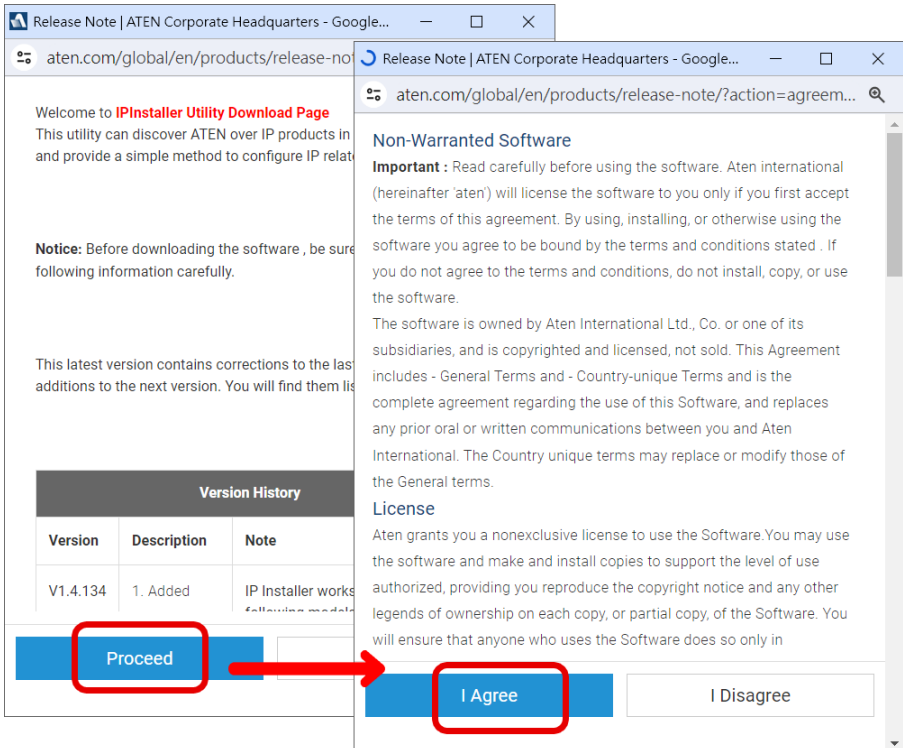 Release Note | ATEN Corporate Headquarters - Google...
aten.com/global/en/products/release-not
Welcome to IPInstaller Utility Download Page
This utility can discover ATEN over IP products in
and provide a simple method to configure IP relat
Notice: Before downloading the software , be sure
following information carefully.
This latest version contains corrections to the las
additions to the next version. You will find them lis
Version History
Version Description Note
V1.4.134 1. Added IP Installer works
following models
Proceed
Release Note | ATEN Corporate Headquarters - Google...
aten.com/global/en/products/release-note/?action=agreem...
Non-Warranted Software
Important : Read carefully before using the software. Aten international
(hereinafter 'aten') will license the software to you only if you first accept
the terms of this agreement. By using, installing, or otherwise using the
software you agree to be bound by the terms and conditions stated . If
you do not agree to the terms and conditions, do not install, copy, or use
the software.
The software is owned by Aten International Ltd., Co. or one of its
subsidiaries, and is copyrighted and licensed, not sold. This Agreement
includes - General Terms and - Country-unique Terms and is the
complete agreement regarding the use of this Software, and replaces
any prior oral or written communications between you and Aten
International. The Country unique terms may replace or modify those of
the General terms.
License
Aten grants you a nonexclusive license to use the Software.You may use
the software and make and install copies to support the level of use
authorized, providing you reproduce the copyright notice and any other
legends of ownership on each copy, or partial copy, of the Software. You
will ensure that anyone who uses the Software does so only in
I Agree
I Disagree